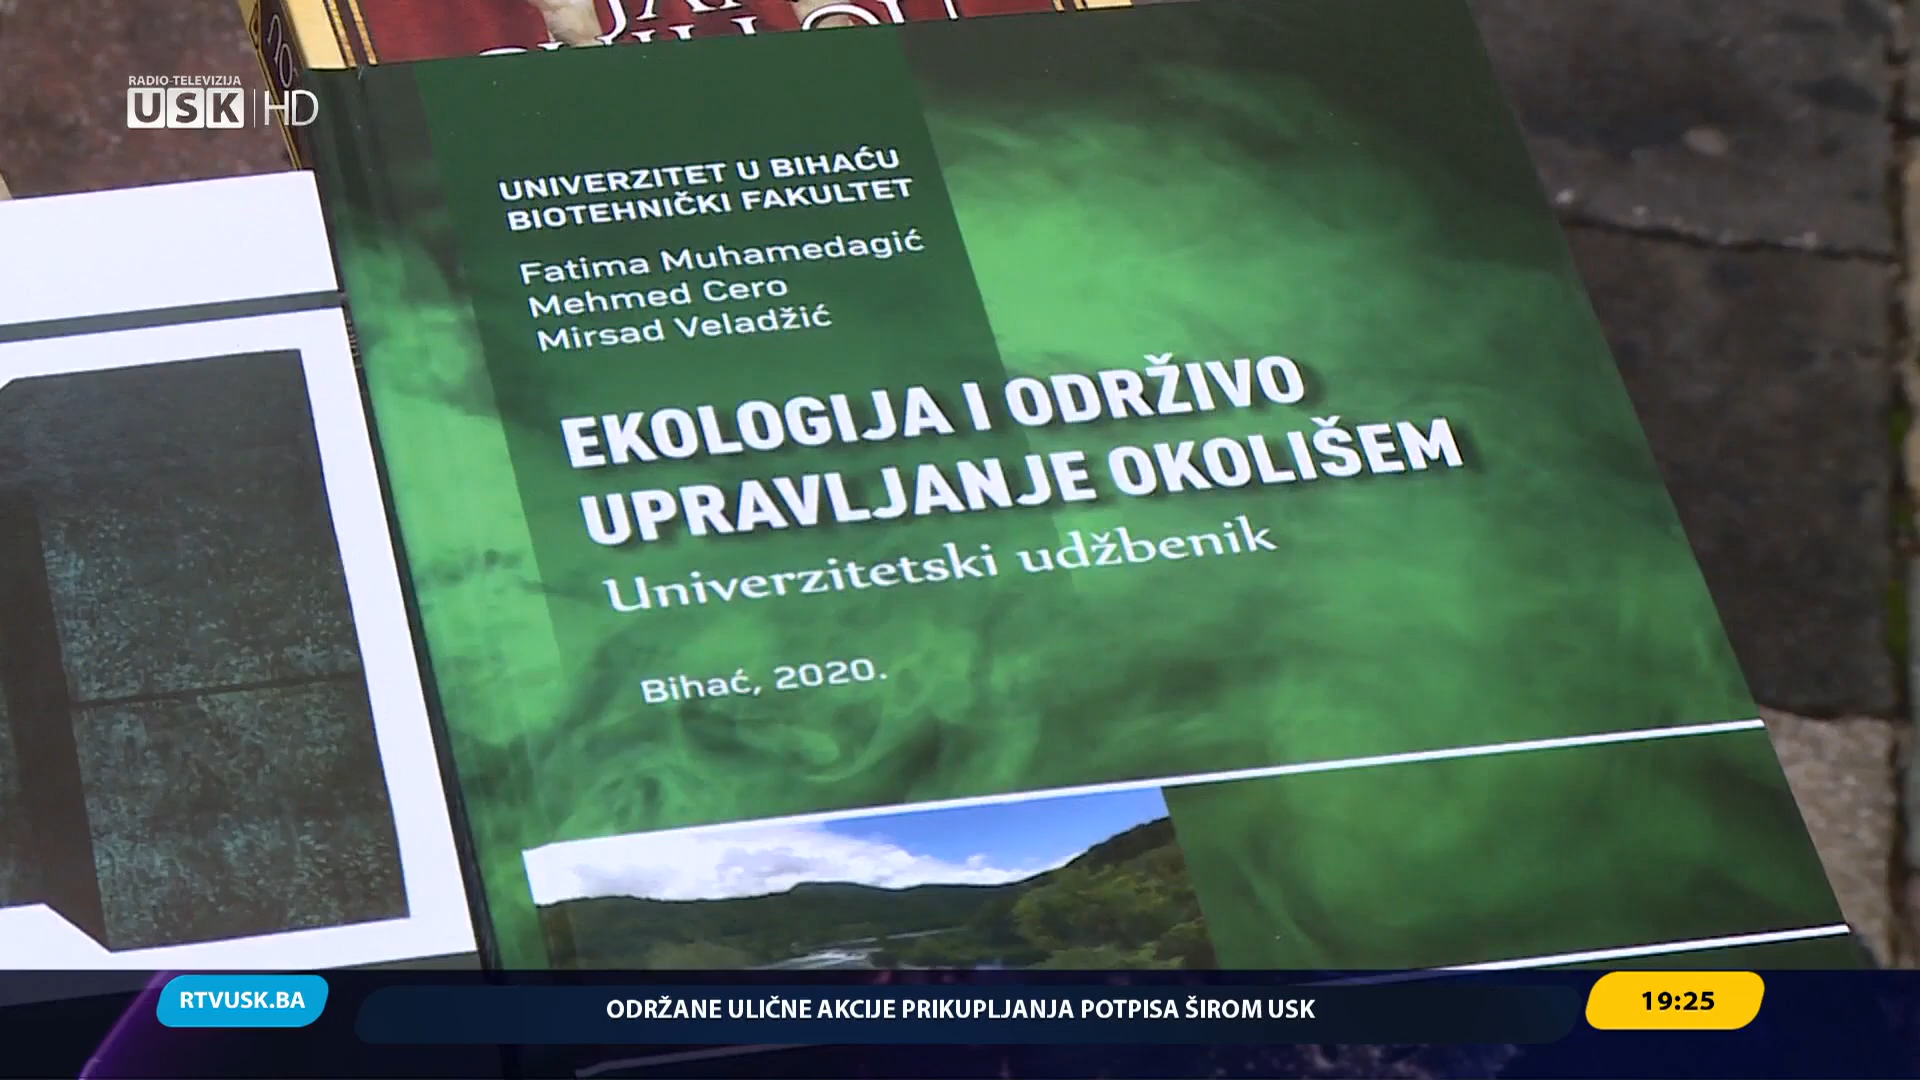 RADIO-TELEVIZIJA
USK HD
UNIVERZITET U BIHAĆU
BIOTEHNIČKI FAKULTET
Fatima Muhamedagić
Mehmed Cero
Mirsad Veladžić
EKOLOGIJA I ODRŽIVO
UPRAVLJANJE OKOLIŠEM
Univerzitetski udžbenik
Bihać, 2020.
RTVUSK.BA
ODRŽANE ULIČNE AKCIJE PRIKUPLJANJA POTPISA ŠIROM USK
19:25